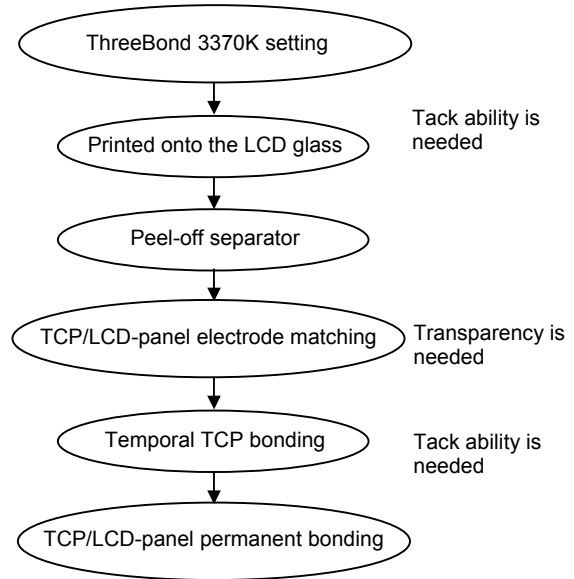 ThreeBond 3370K setting
Tack ability is
needed
Printed onto the LCD glass
Peel-off separator
TCP/LCD-panel electrode matching
Transparency is
needed
Temporal TCP bonding
Tack ability is
needed
TCP/LCD-panel permanent bonding